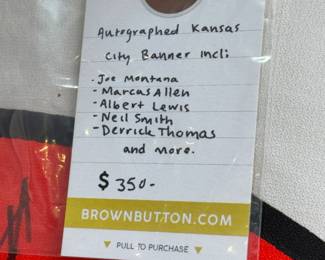 Autographed Kansas
City Banner Incl:
- Joe Montana
- Marcus Allen
- Albert Lewis
- Neil Smith
- Derrick Thomas
and more.
$350-
BROWNBUTTON.COM
▼ PULL TO PURCHASE ▼